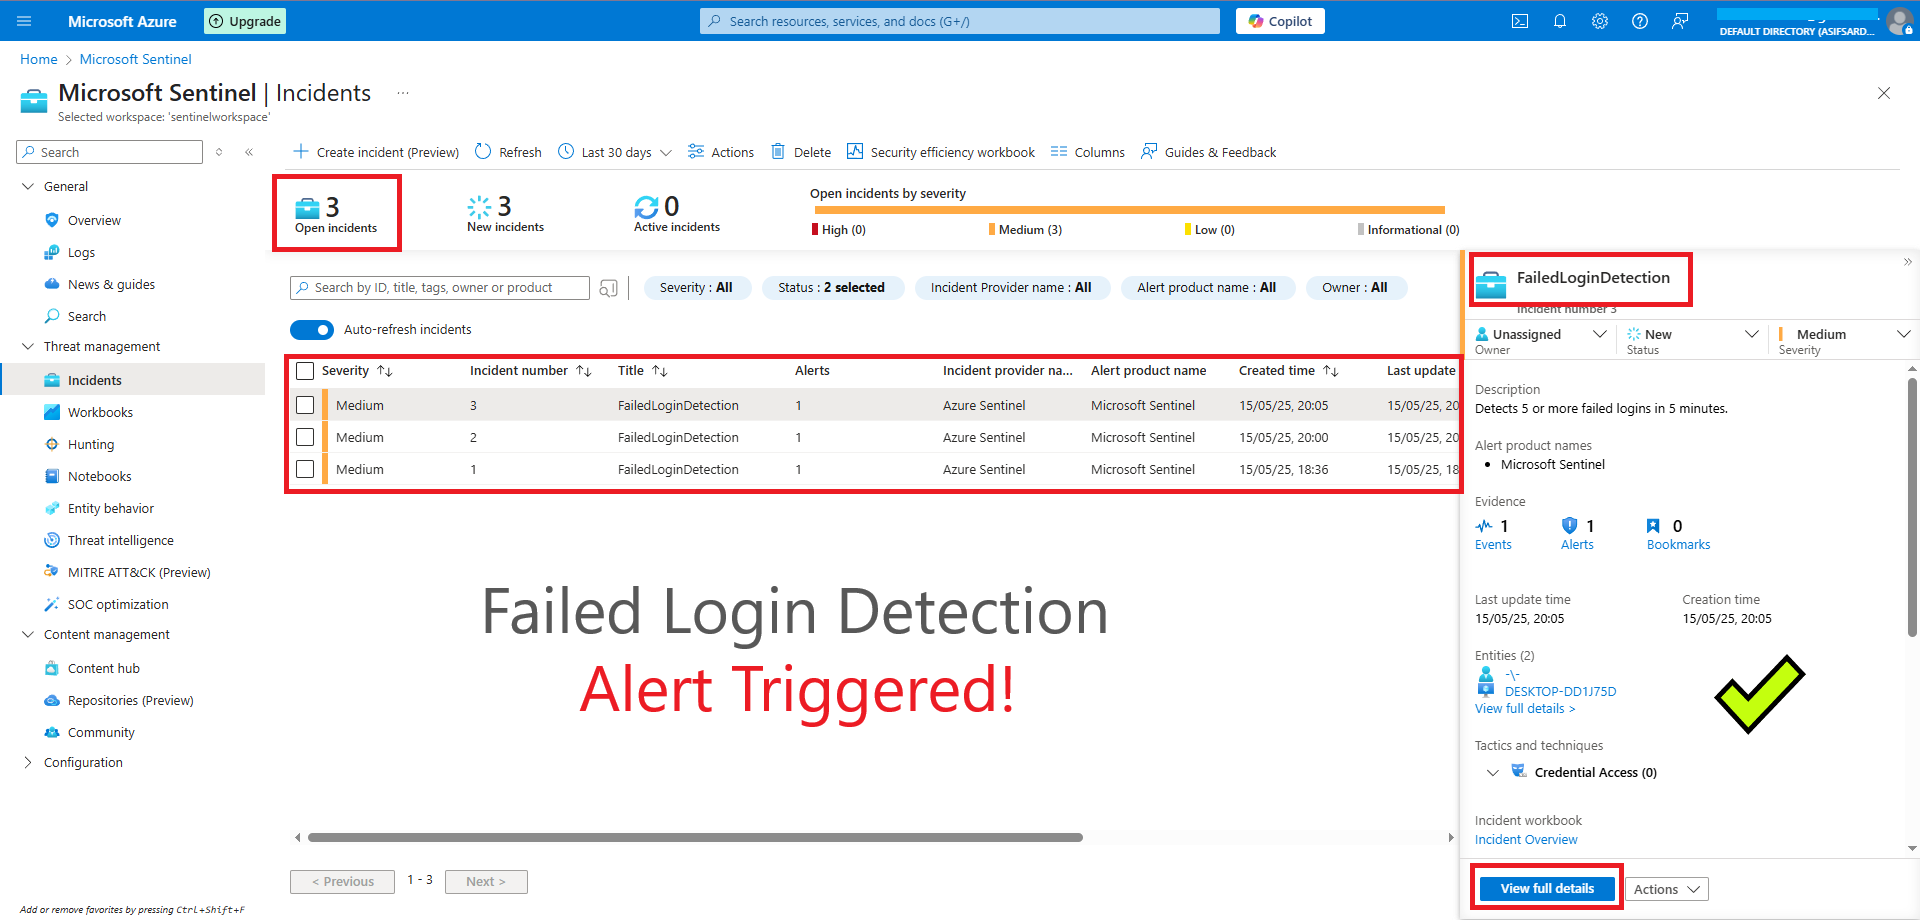 Microsoft Azure
Upgrade
Search resources, services, and docs (G+/)
Copilot
DEFAULT DIRECTORY (ASIFSARD...
Home > Microsoft Sentinel
Microsoft Sentinel | Incidents ...
Selected workspace: 'sentinelworkspace'
Search
General
Overview
Logs
News & guides
Search
Threat management
Incidents
Workbooks
Hunting
Notebooks
Entity behavior
Threat intelligence
MITRE ATT&CK (Preview)
SOC optimization
Content management
Content hub
Repositories (Preview)
Community
Configuration
Add or remove favorites by pressing Ctrl+Shift+F
Create incident (Preview) Refresh Last 30 days Actions Delete Security efficiency workbook Columns Guides & Feedback
3
Open incidents
3
New incidents
0
Active incidents
Open incidents by severity
High (0) Medium (3) Low (0) Informational (0)
Search by ID, title, tags, owner or product
Severity : All Status : 2 selected Incident Provider name : All Alert product name : All Owner : All
Auto-refresh incidents
Severity Incident number Title Alerts Incident provider na... Alert product name Created time Last update
Medium 3 FailedLoginDetection 1 Azure Sentinel Microsoft Sentinel 15/05/25, 20:05 15/05/25, 20
Medium 2 FailedLoginDetection 1 Azure Sentinel Microsoft Sentinel 15/05/25, 20:00 15/05/25, 20
Medium 1 FailedLoginDetection 1 Azure Sentinel Microsoft Sentinel 15/05/25, 18:36 15/05/25, 18
Failed Login Detection
Alert Triggered!
< Previous 1 - 3 Next >
FailedLoginDetection
Incident number 3
Unassigned New Medium
Owner Status Severity
Description
Detects 5 or more failed logins in 5 minutes.
Alert product names
• Microsoft Sentinel
Evidence
1 1 0
Events Alerts Bookmarks
Last update time Creation time
15/05/25, 20:05 15/05/25, 20:05
Entities (2)
-\-
DESKTOP-DD1J75D
View full details >
Tactics and techniques
Credential Access (0)
Incident workbook
Incident Overview
View full details Actions